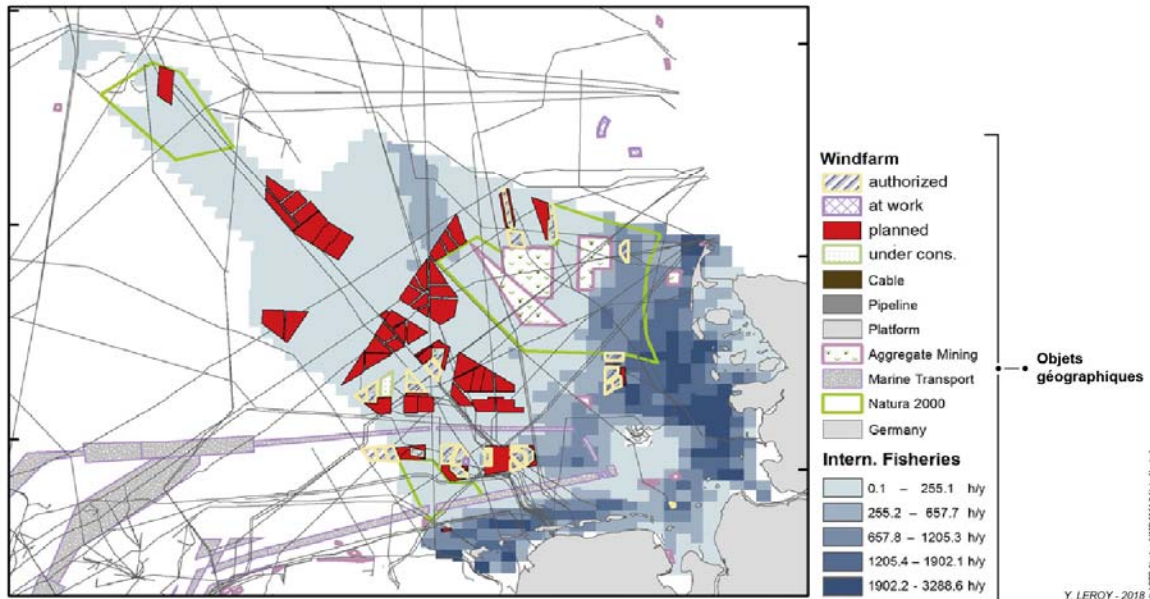 Windfarm
authorized
at work
planned
under cons.
Cable
Pipeline
Platform
Aggregate Mining
Marine Transport
Natura 2000
Germany
Intern. Fisheries
0.1 – 255.1 h/y
255.2 – 657.7 h/y
657.8 – 1205.3 h/y
1205.4 – 1902.1 h/y
1902.2 - 3288.6 h/y
Objets
géographiques
Y. LEROY - 2018